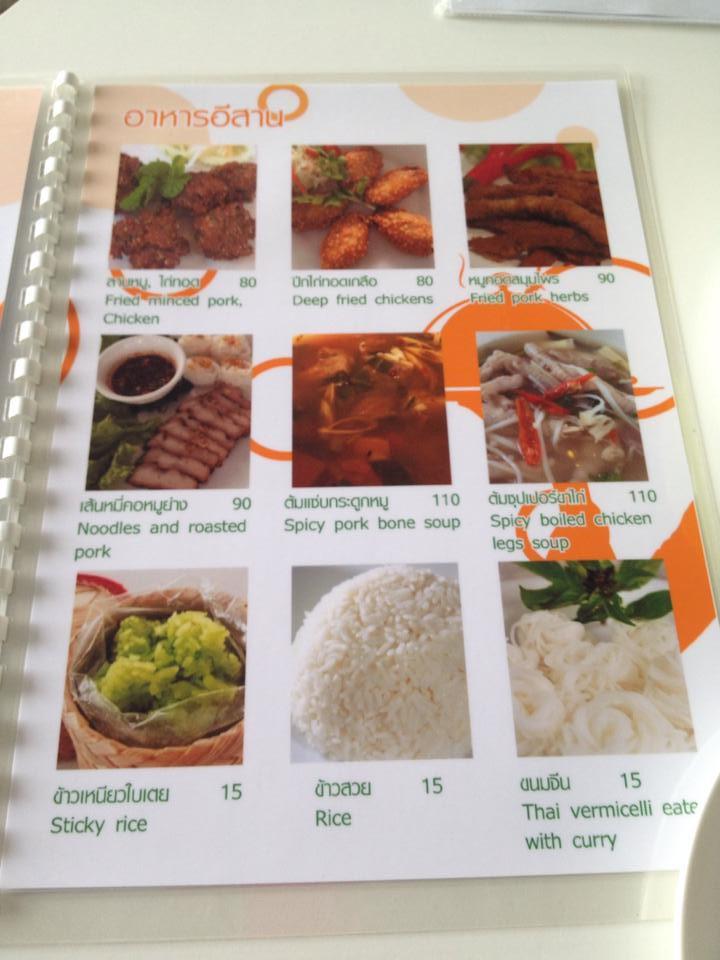 อาหารอีสาน
ลาบหมู, ไก่ทอด 80
Fried minced pork,
Chicken
ปีกไก่ทอดเกลือ 80
Deep fried chickens
หมูทอดสมุนไพร 90
Fried pork herbs
เส้นหมี่คอหมูย่าง 90
Noodles and roasted
pork
ต้มแซ่บกระดูกหมู 110
Spicy pork bone soup
ต้มซุปเปอร์ขาไก่ 110
Spicy boiled chicken
legs soup
ข้าวเหนียวใบเตย 15
Sticky rice
ข้าวสวย 15
Rice
ขนมจีน 15
Thai vermicelli eate
with curry